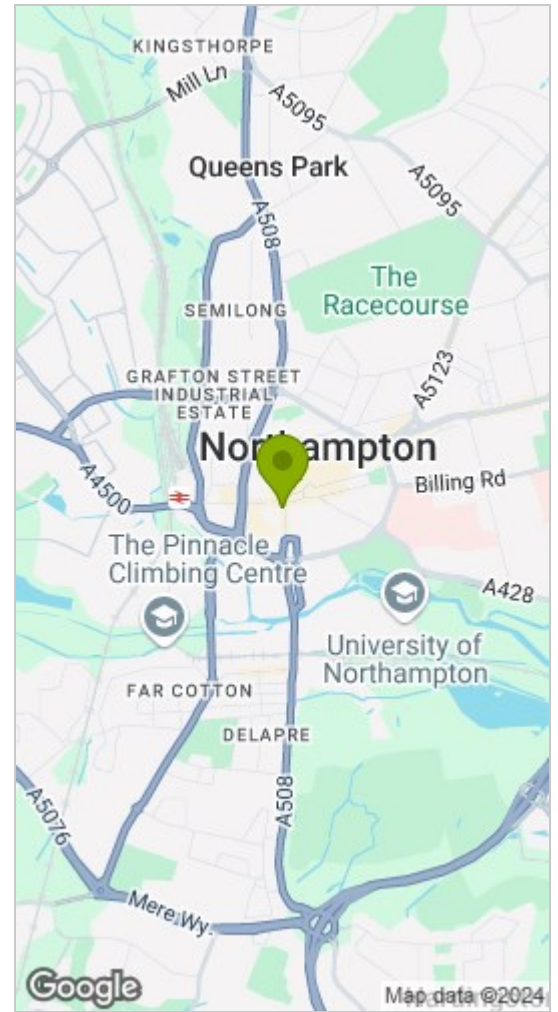 KINGSTHORPE
Mill Ln
A5095
Queens Park
A5095
A508
The
Racecourse
SEMILONG
A5123
GRAFTON STREET
INDUSTRIAL
ESTATE
Northampton
Billing Rd
A4500
The Pinnacle
Climbing Centre
A428
University of
Northampton
FAR COTTON
DELAPRE
A508
A5076
Mere Wy.
Google
Map data ©2024